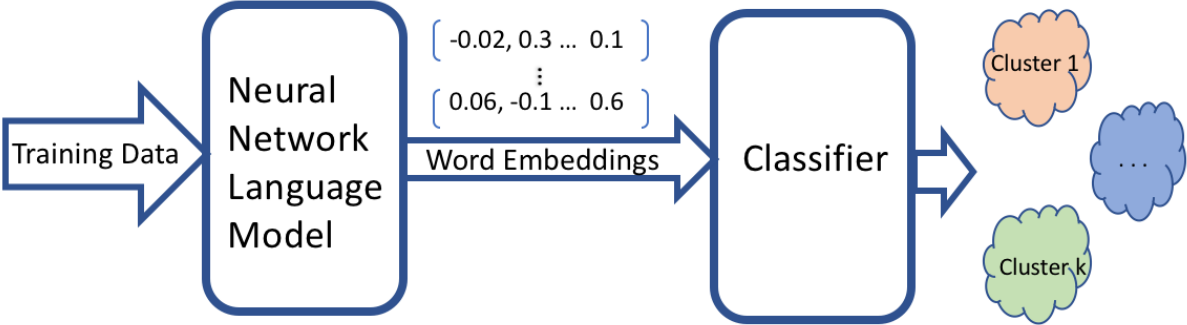 Training Data
Neural
Network
Language
Model
-0.02, 0.3 ... 0.1
⋮
0.06, -0.1 ... 0.6
Word Embeddings
Classifier
Cluster 1
...
Cluster k